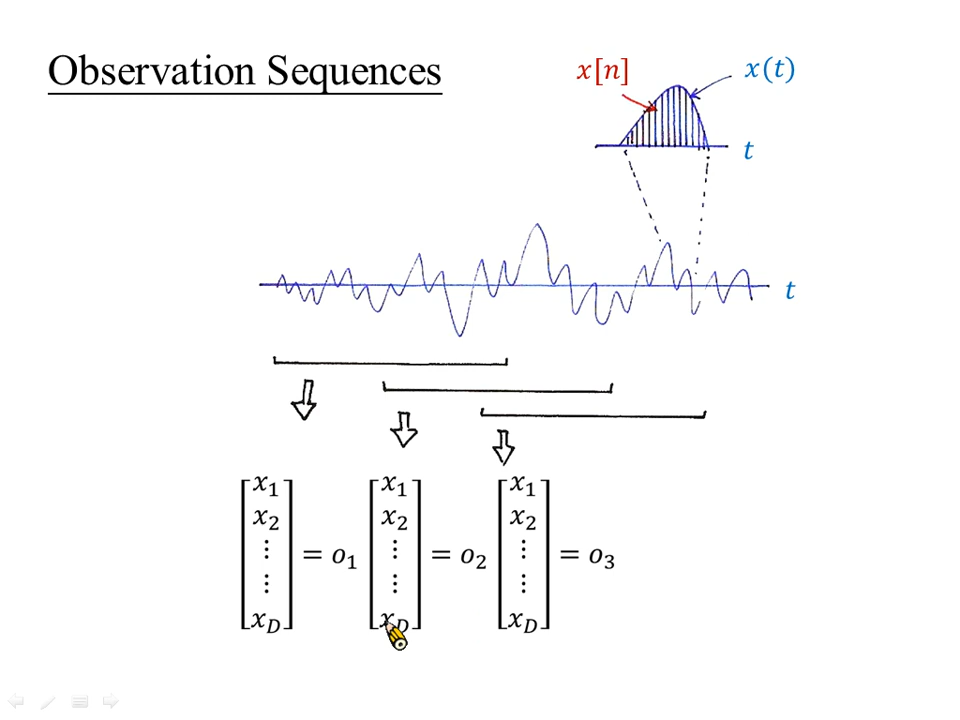 Observation Sequences
x[n]
x(t)
t
t
[x₁ x₂ ⋮ ⋮ x_D] = o₁ [x₁ x₂ ⋮ ⋮ x_D] = o₂ [x₁ x₂ ⋮ ⋮ x_D] = o₃